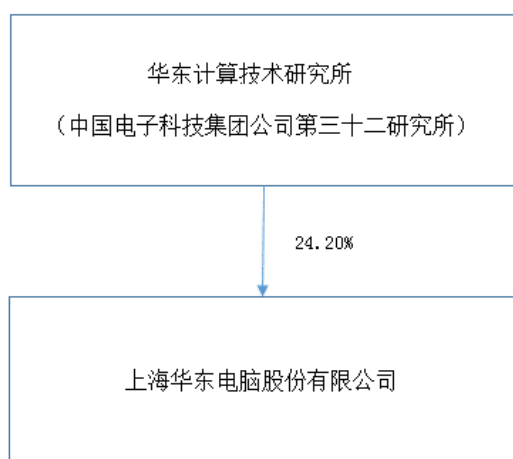 华东计算技术研究所
（中国电子科技集团公司第三十二研究所）
24.20%
上海华东电脑股份有限公司